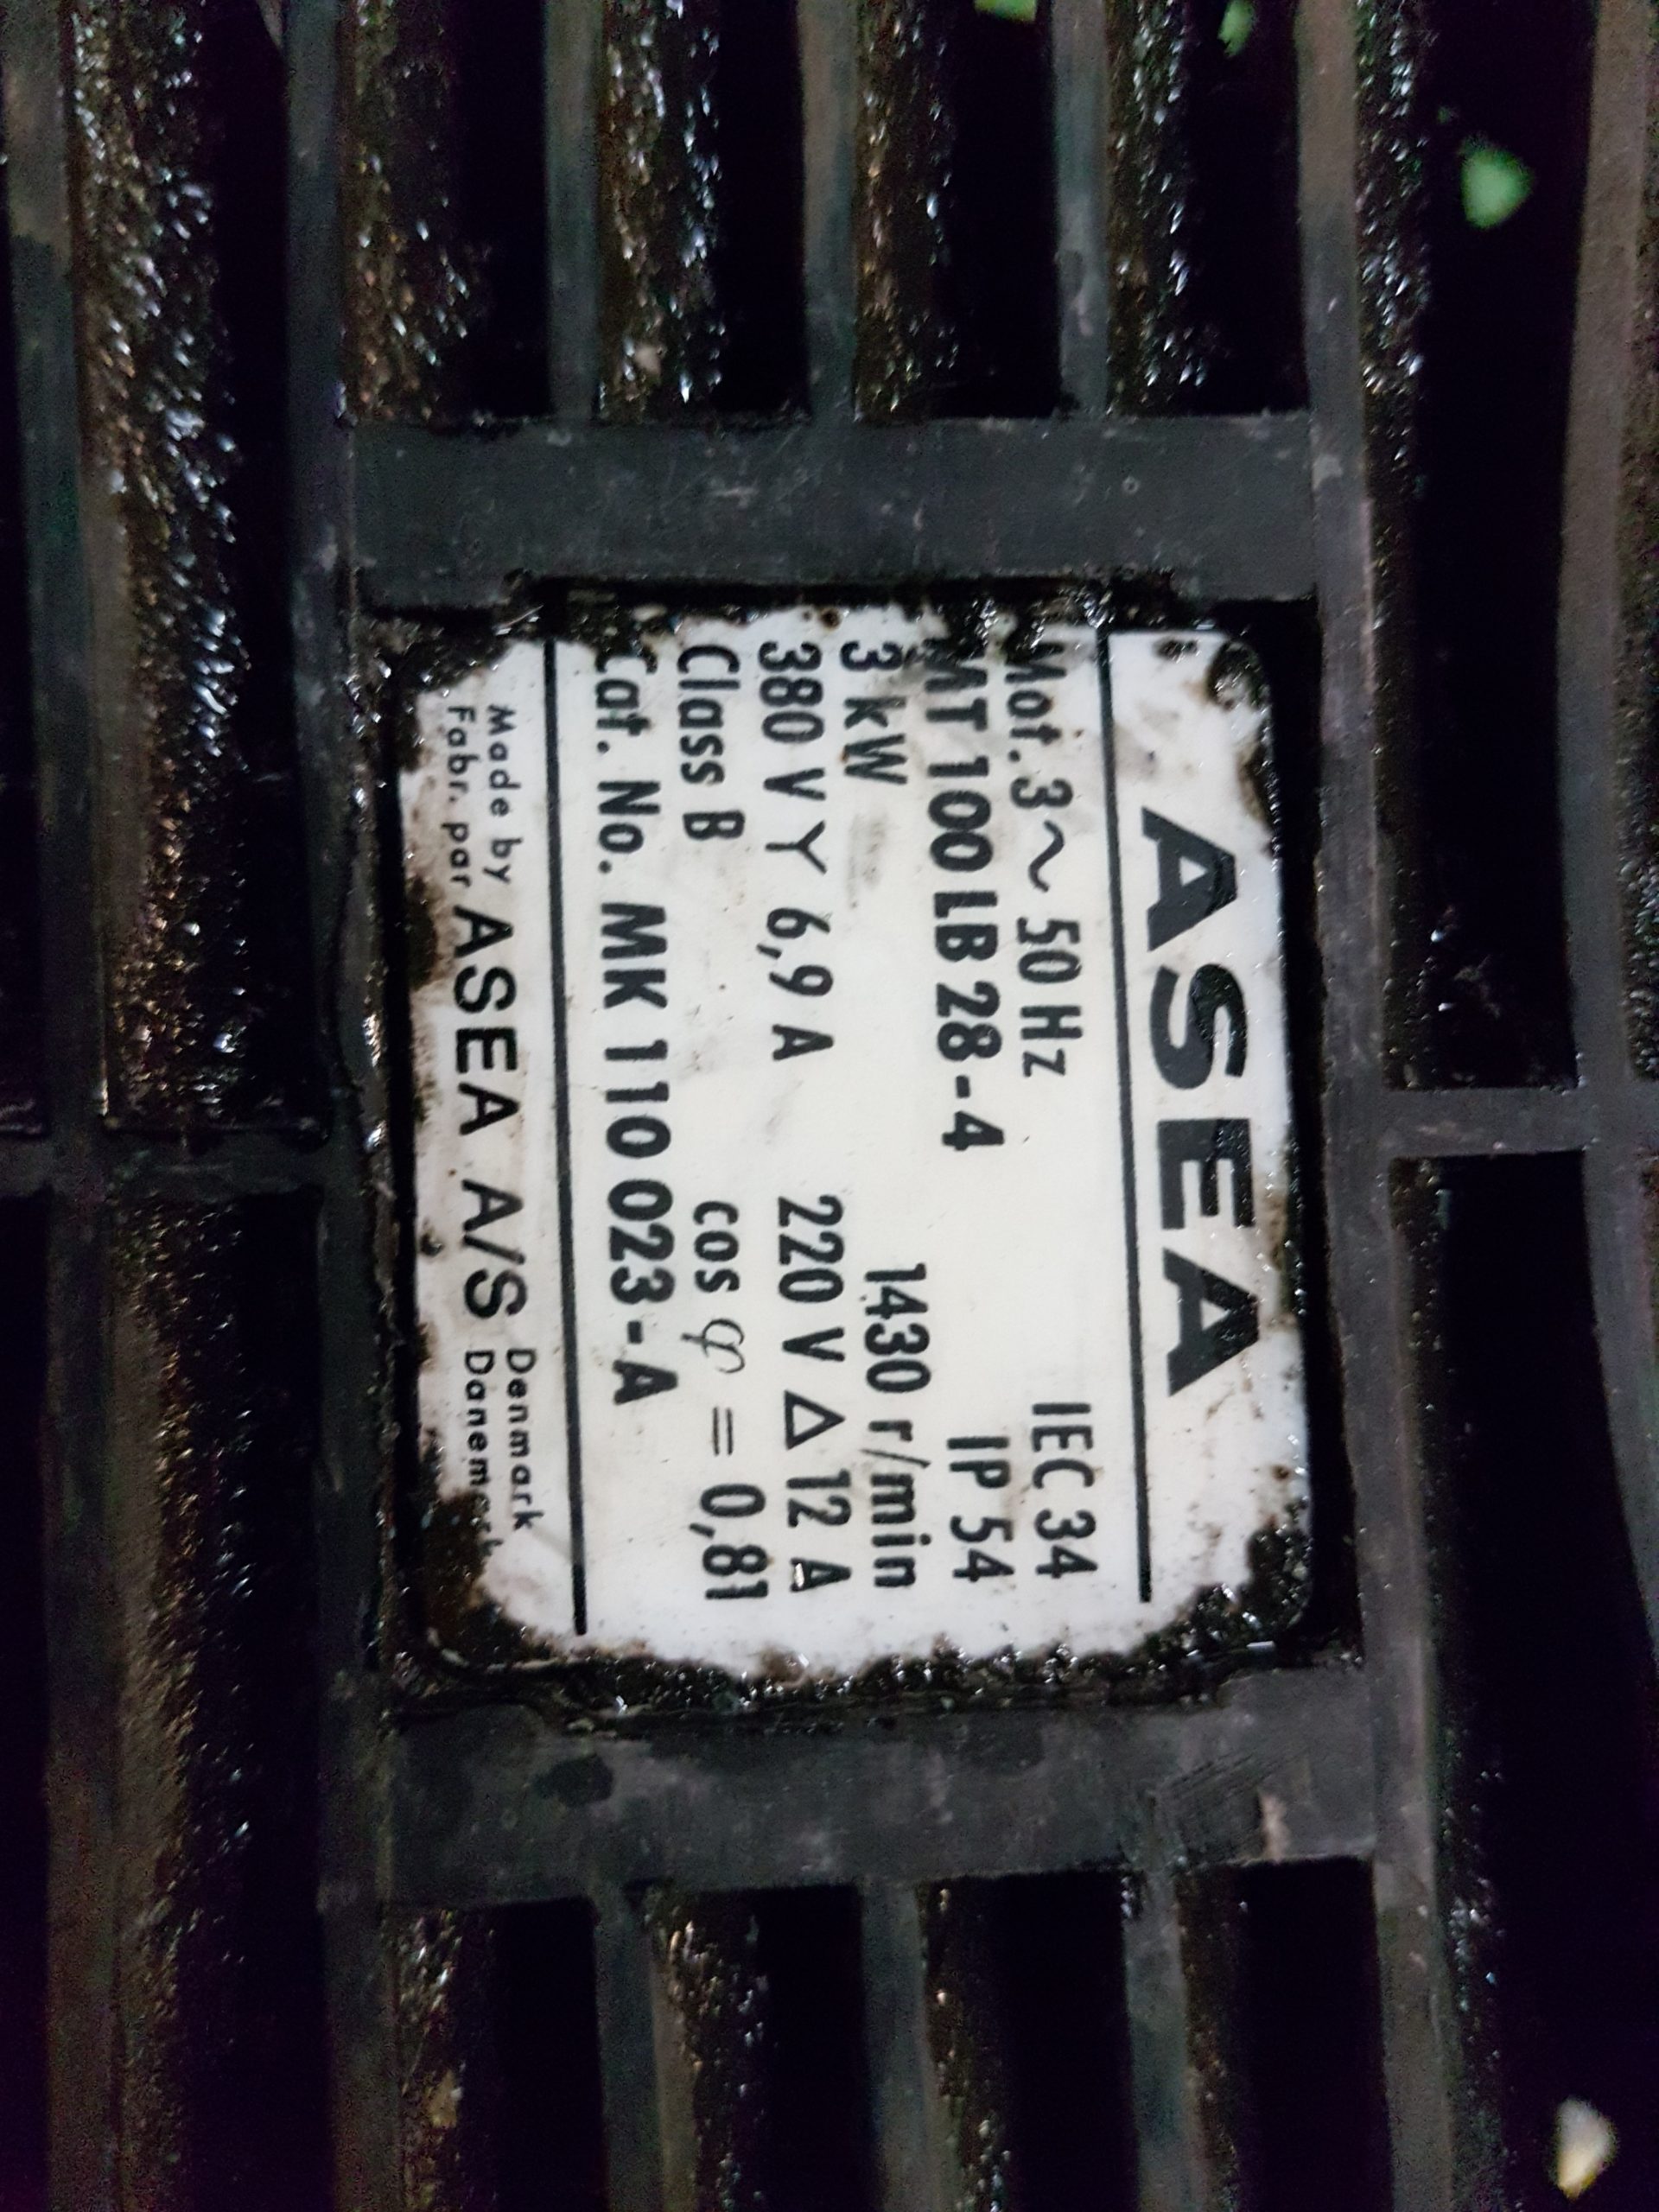 ASEA
Mot. 3 ~ 50 Hz IEC 34
MT 100 LB 28-4 IP 54
3 kW 1430 r/min
380 V Y 6,9 A 220 V Δ 12 A
Class B cos φ = 0,81
Cat. No. MK 110 023-A
Made by Fabr. par ASEA A/S Denmark Danemark